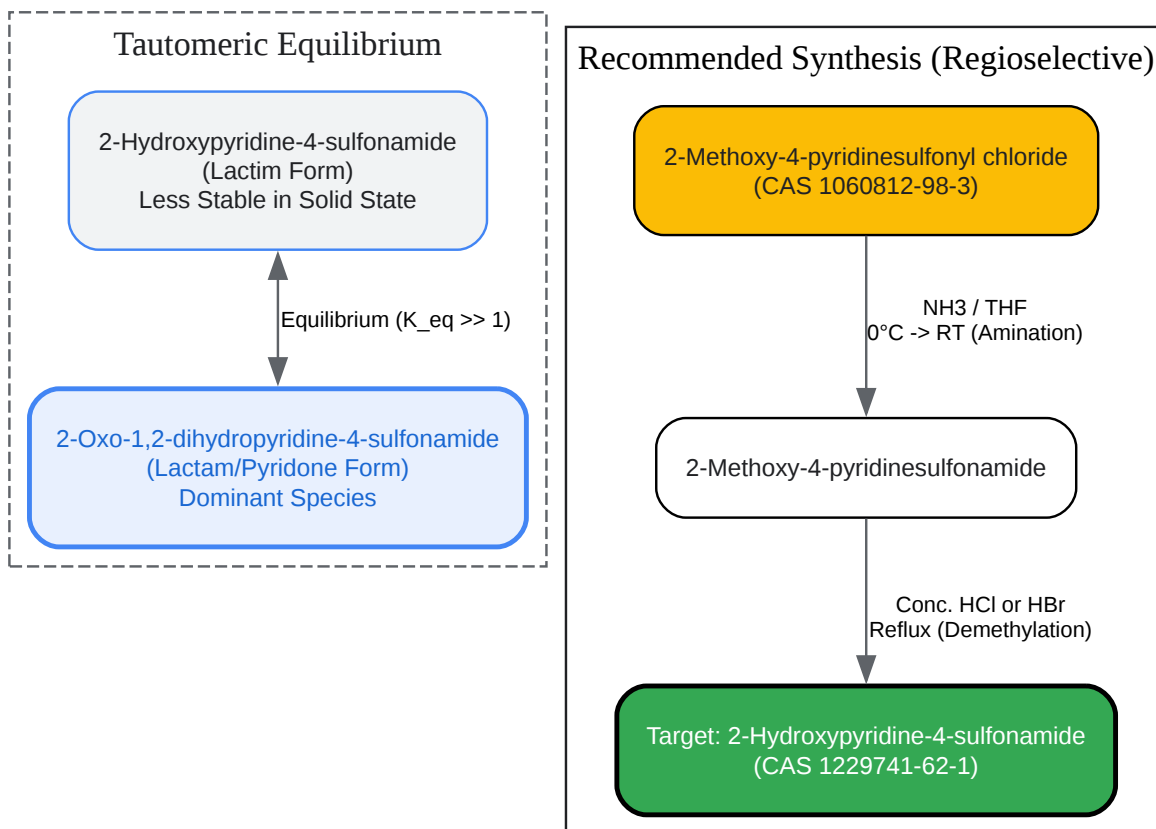 Tautomeric Equilibrium
2-Hydroxypyridine-4-sulfonamide
(Lactim Form)
Less Stable in Solid State
Equilibrium (K_eq >> 1)
2-Oxo-1,2-dihydropyridine-4-sulfonamide
(Lactam/Pyridone Form)
Dominant Species
Recommended Synthesis (Regioselective)
2-Methoxy-4-pyridinesulfonyl chloride
(CAS 1060812-98-3)
NH3 / THF
0°C -> RT (Amination)
2-Methoxy-4-pyridinesulfonamide
Conc. HCl or HBr
Reflux (Demethylation)
Target: 2-Hydroxypyridine-4-sulfonamide
(CAS 1229741-62-1)